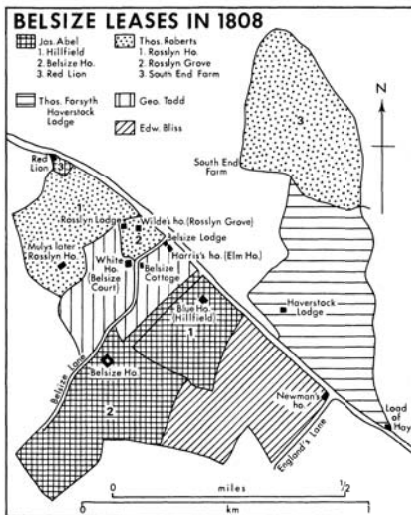 BELSIZE LEASES IN 1808
Jas. Abel
1. Hillfield
2. Belsize Ho.
3. Red Lion
Thos. Roberts
1. Rosslyn Ho.
2. Rosslyn Grove
3. South End Farm
Thos. Forsyth
Haverstock
Lodge
Geo. Todd
Edw. Bliss
N
3
South End
Farm
Red
Lion
3
1
Rosslyn Lodge
2
Wilde's ho. (Rosslyn Grove)
Belsize Lodge
Harris's ho. (Elm Ho.)
Mulys later
Rosslyn Ho.
White
Ho.
(Belsize
Court)
Belsize
Cottage
Blue Ho.
(Hillfield)
1
Haverstock
Lodge
Belsize Lane
Belsize Ho.
2
Newman's
ho.
England's Lane
Load
of
Hay
0 miles 1/2
0 km 1